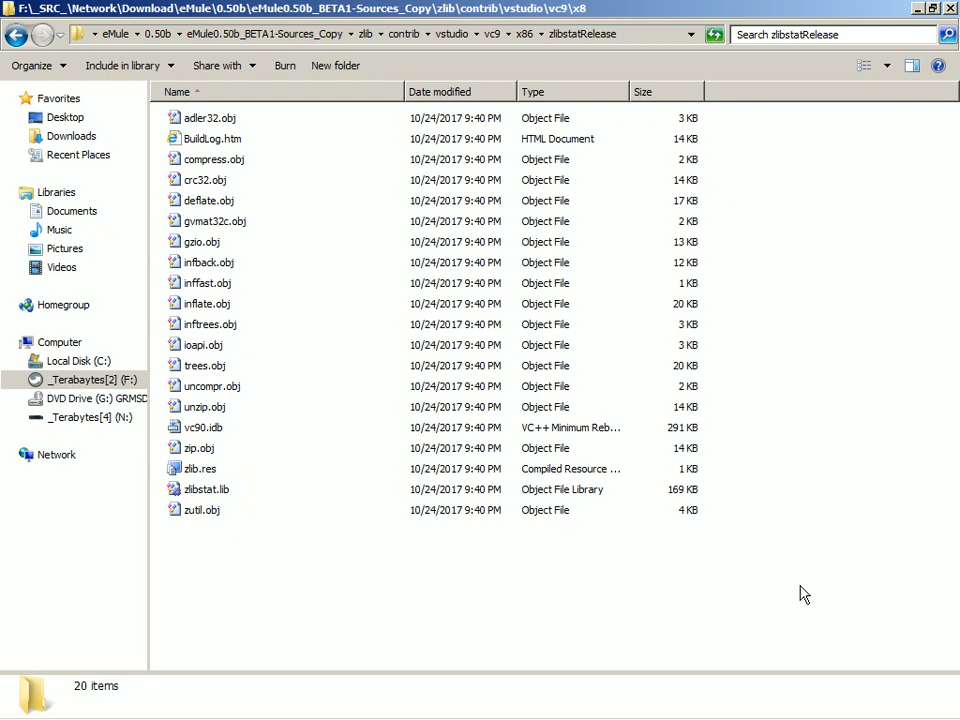 F:\_SRC_\Network\Download\eMule\0.50b\eMule0.50b_BETA1-Sources_Copy\zlib\contrib\vstudio\vc9\x8
eMule 0.50b eMule0.50b_BETA1-Sources_Copy zlib contrib vstudio vc9 x86 zlibstatRelease Search zlibstatRelease
Organize Include in library Share with Burn New folder
Name Date modified Type Size
Favorites
Desktop
Downloads
Recent Places
Libraries
Documents
Music
Pictures
Videos
Homegroup
Computer
Local Disk (C:)
_Terabaytes[2] (F:)
DVD Drive (G:) GRMSD
_Terabytes[4] (N:)
Network
adler32.obj 10/24/2017 9:40 PM Object File 3 KB
BuildLog.htm 10/24/2017 9:40 PM HTML Document 14 KB
compress.obj 10/24/2017 9:40 PM Object File 2 KB
crc32.obj 10/24/2017 9:40 PM Object File 14 KB
deflate.obj 10/24/2017 9:40 PM Object File 17 KB
gvmat32c.obj 10/24/2017 9:40 PM Object File 2 KB
gzio.obj 10/24/2017 9:40 PM Object File 13 KB
infback.obj 10/24/2017 9:40 PM Object File 12 KB
inffast.obj 10/24/2017 9:40 PM Object File 1 KB
inflate.obj 10/24/2017 9:40 PM Object File 20 KB
inftrees.obj 10/24/2017 9:40 PM Object File 3 KB
ioapi.obj 10/24/2017 9:40 PM Object File 3 KB
trees.obj 10/24/2017 9:40 PM Object File 20 KB
uncompr.obj 10/24/2017 9:40 PM Object File 2 KB
unzip.obj 10/24/2017 9:40 PM Object File 14 KB
vc90.idb 10/24/2017 9:40 PM VC++ Minimum Reb... 291 KB
zip.obj 10/24/2017 9:40 PM Object File 14 KB
zlib.res 10/24/2017 9:40 PM Compiled Resource ... 1 KB
zlibstat.lib 10/24/2017 9:40 PM Object File Library 169 KB
zutil.obj 10/24/2017 9:40 PM Object File 4 KB
20 items